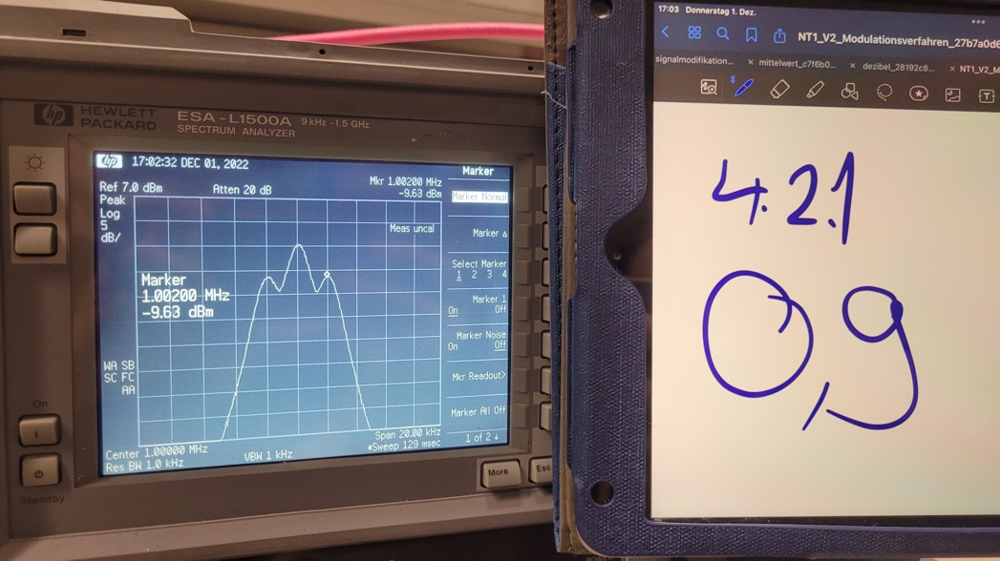 hp HEWLETT
PACKARD
ESA-L1500A 9 kHz - 1.5 GHz
SPECTRUM ANALYZER
hp 17:02:32 DEC 01, 2022
Ref 7.0 dBm
Atten 20 dB
Mkr 1.00200 MHz
-9.63 dBm
Peak
Log
5
dB/
Meas uncal
Marker
1.00200 MHz
-9.63 dBm
WA SB
SC FC
AA
Center 1.00000 MHz
Span 20.00 kHz
Res BW 1.0 kHz
VBW 1 kHz
Sweep 129 msec
Marker
Marker Normal
Marker Δ
Select Marker
1 2 3 4
Marker 1
On Off
Marker Noise
On Off
Mkr Readout>
Marker All Off
1 of 2
On
Standby
More
Esc
17:03 Donnerstag 1. Dez.
NT1_V2_Modulationsverfahren_27b7a0d6
signalmodifikation... × mittelwert_c7f6b0... × dezibel_28192c8... × NT1_V2_M
4.2.1
0,9